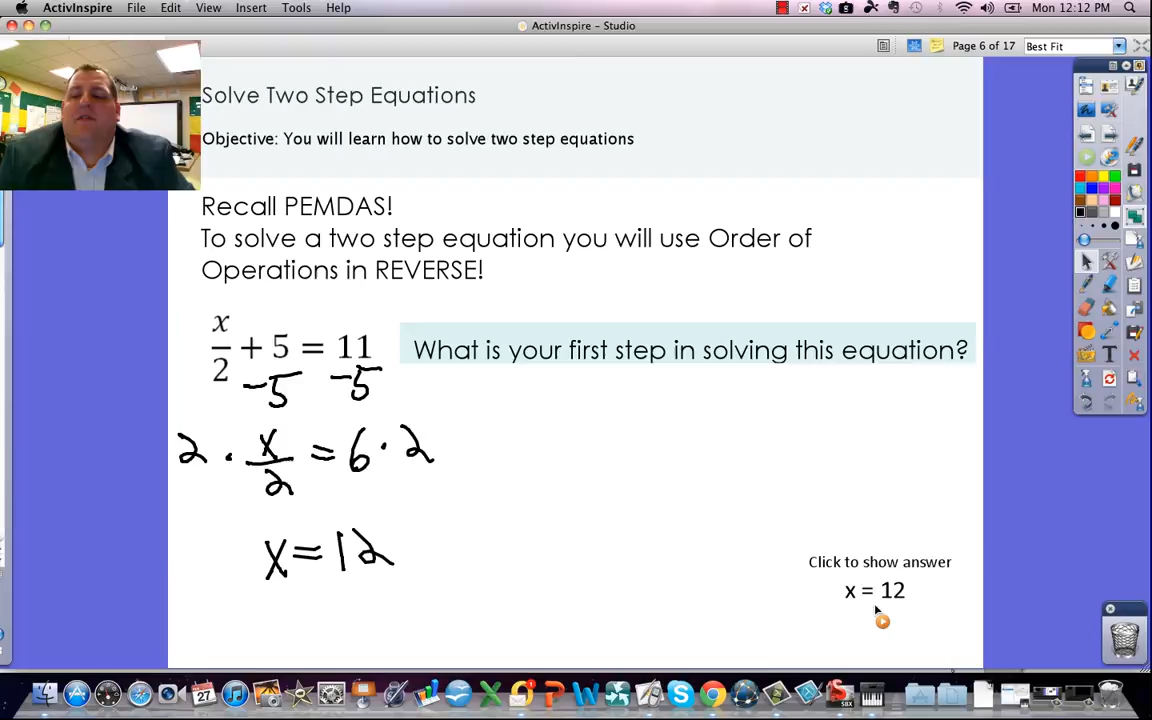 ActivInspire File Edit View Insert Tools Help Mon 12:12 PM
ActivInspire - Studio
Page 6 of 17 Best Fit
Solve Two Step Equations
Objective: You will learn how to solve two step equations
Recall PEMDAS!
To solve a two step equation you will use Order of
Operations in REVERSE!
x/2 + 5 = 11
What is your first step in solving this equation?
-5 -5
2 · x/2 = 6 · 2
x = 12
Click to show answer
x = 12